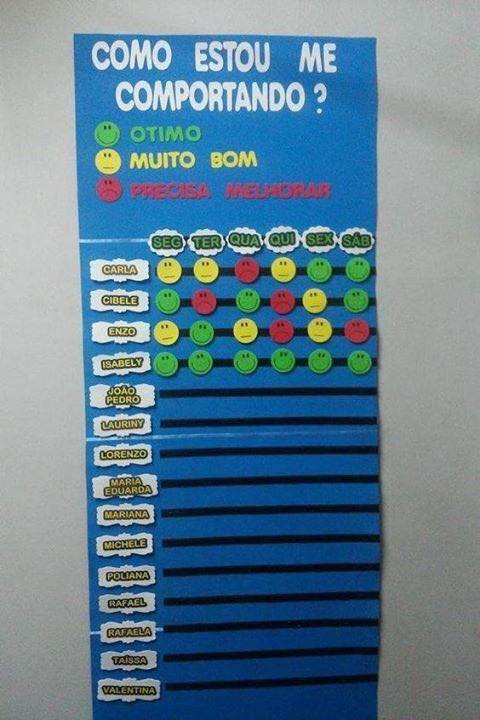 COMO ESTOU ME
COMPORTANDO?
OTIMO
MUITO BOM
PRECISA MELHORAR
SEG TER QUA QUI SEX SÁB
CARLA
CIBELE
ENZO
ISABELY
JOÃO
PEDRO
LAURINY
LORENZO
MARIA
EDUARDA
MARIANA
MICHELE
POLIANA
RAFAEL
RAFAELA
TAÍSSA
VALENTINA